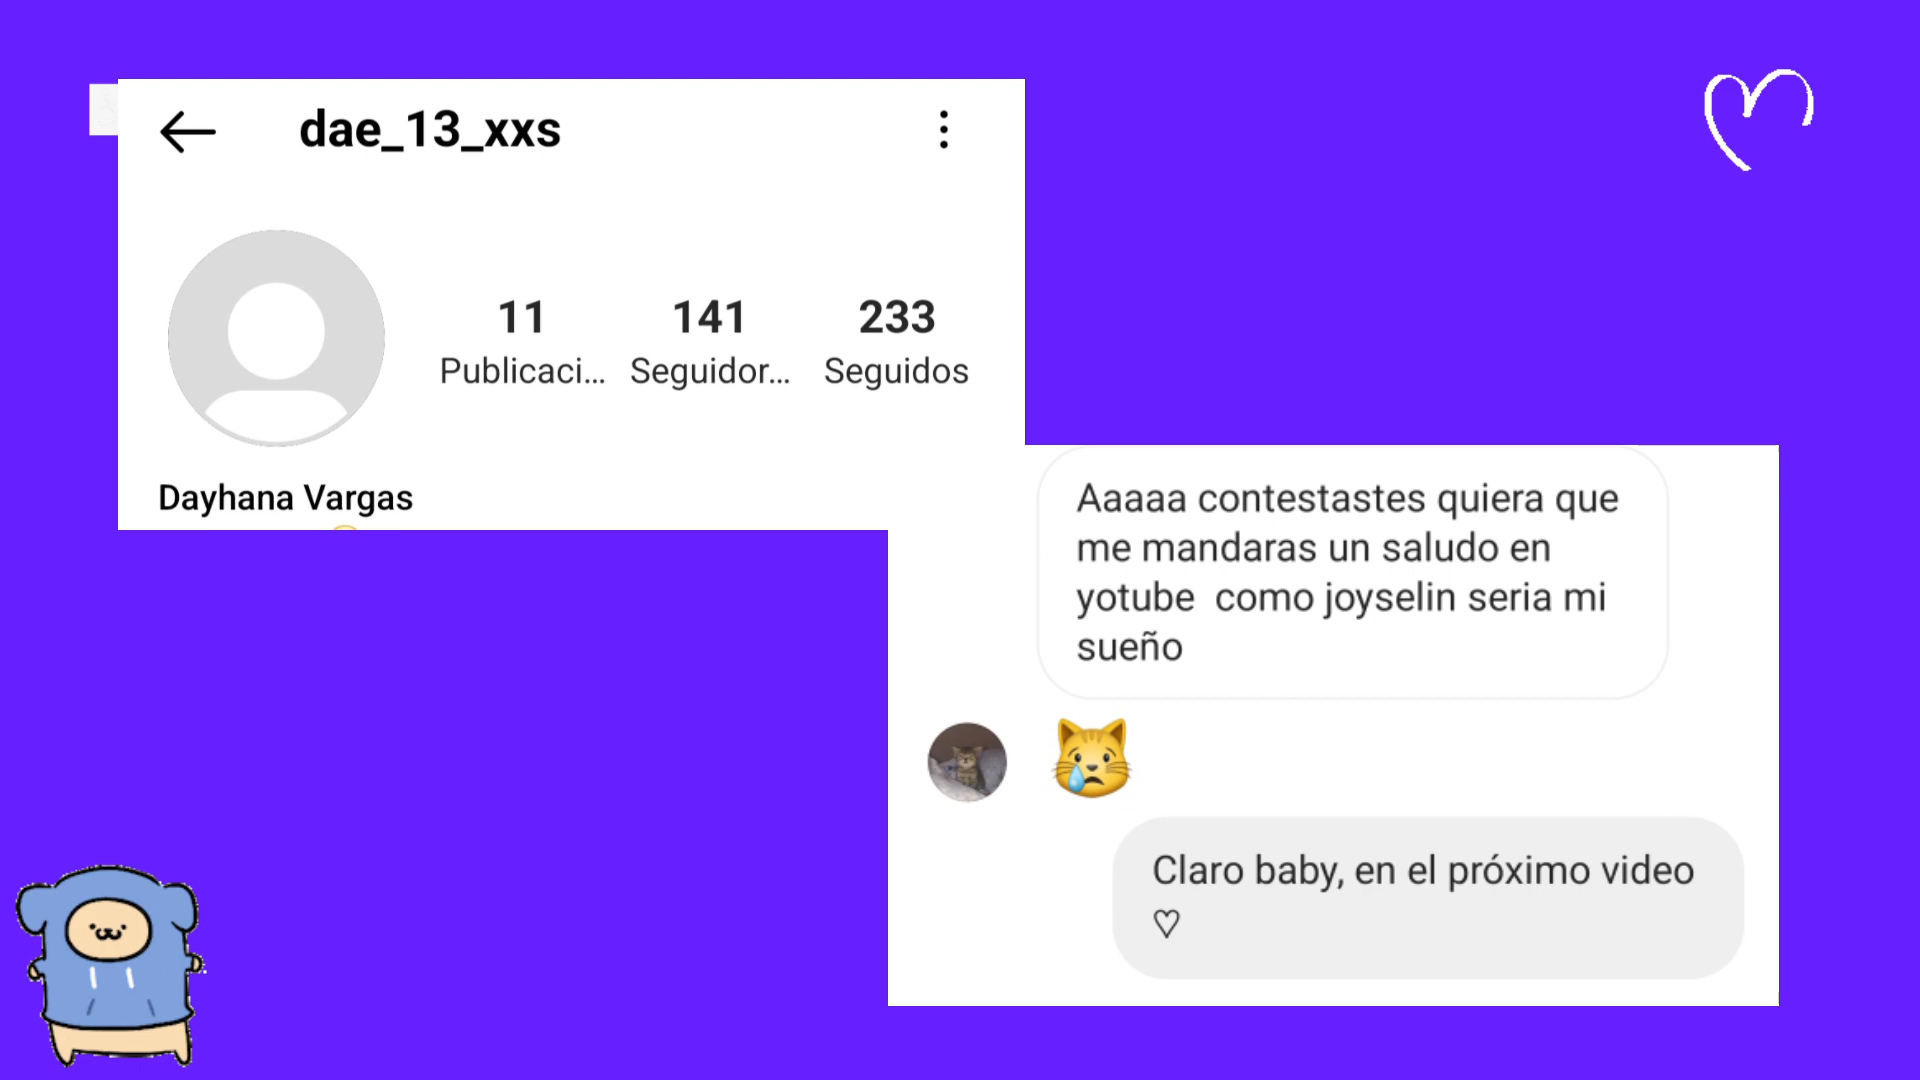 dae_13_xxs
11 141 233
Publicaci... Seguidor... Seguidos
Dayhana Vargas
Aaaaa contestastes quiera que
me mandaras un saludo en
yotube como joyselin seria mi
sueño
Claro baby, en el próximo video
♡